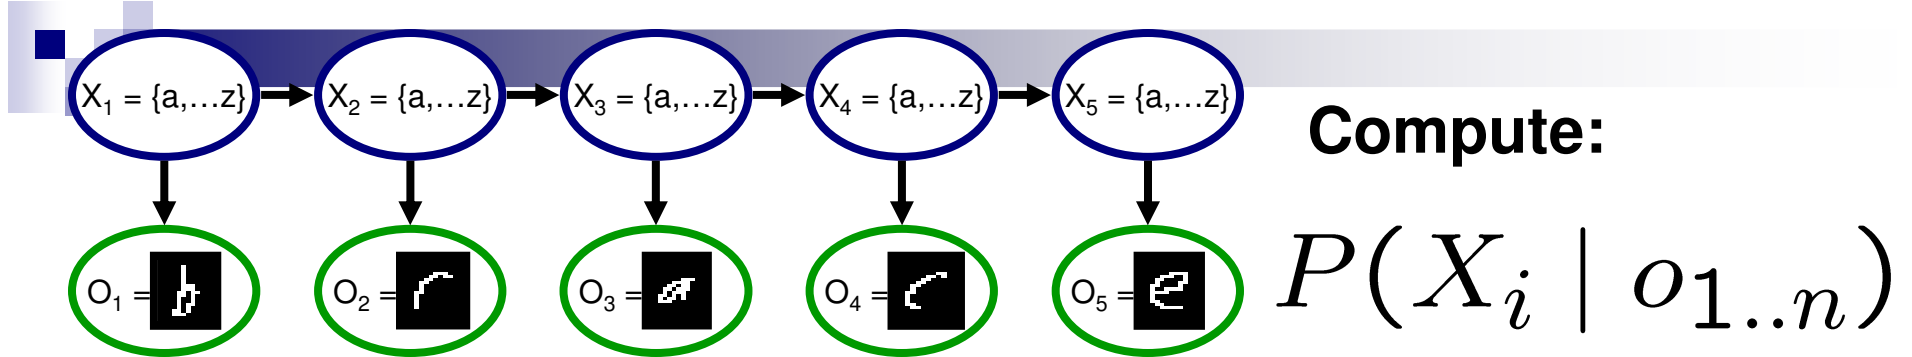 X₁ = {a,…z} X₂ = {a,…z} X₃ = {a,…z} X₄ = {a,…z} X₅ = {a,…z}
Compute:
O₁ = b O₂ = r O₃ = a O₄ = c O₅ = e
P(Xᵢ | o₁..ₙ)